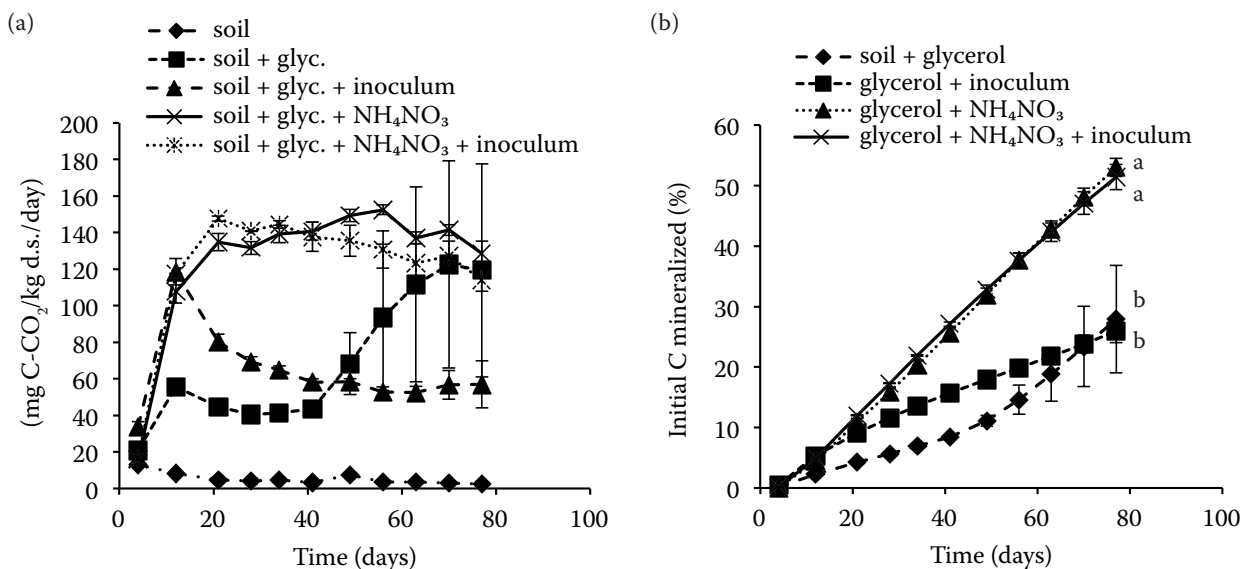 (a)
soil
soil + glyc.
soil + glyc. + inoculum
soil + glyc. + NH₄NO₃
soil + glyc. + NH₄NO₃ + inoculum
200
180
160
140
120
100
80
60
40
20
0
(mg C-CO₂/kg d.s./day)
0 20 40 60 80 100
Time (days)
(b)
soil + glycerol
glycerol + inoculum
glycerol + NH₄NO₃
glycerol + NH₄NO₃ + inoculum
60
50
40
30
20
10
0
Initial C mineralized (%)
a
a
b
b
0 20 40 60 80 100
Time (days)